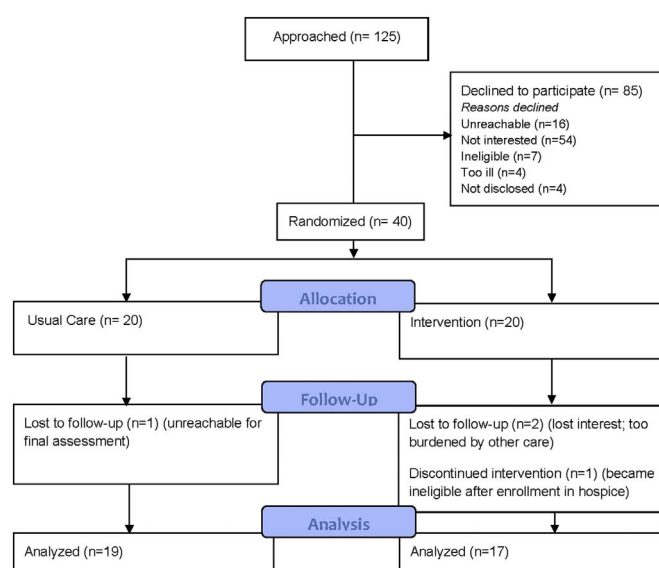 Approached (n= 125)
Declined to participate (n= 85)
Reasons declined
Unreachable (n=16)
Not interested (n=54)
Ineligible (n=7)
Too ill (n=4)
Not disclosed (n=4)
Randomized (n= 40)
Allocation
Usual Care (n= 20)
Intervention (n=20)
Follow-Up
Lost to follow-up (n=1) (unreachable for
final assessment)
Lost to follow-up (n=2) (lost interest; too
burdened by other care)
Discontinued intervention (n=1) (became
ineligible after enrollment in hospice)
Analysis
Analyzed (n=19)
Analyzed (n=17)